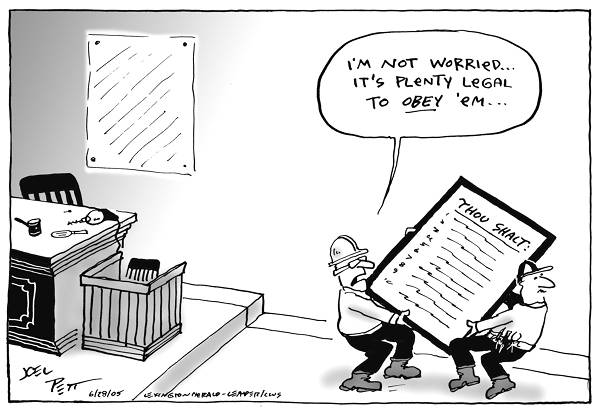 I'M NOT WORRIED...
IT'S PLENTY LEGAL
TO OBEY 'EM...
THOU SHALT:
JOEL
PETT
6/28/05 LEXINGTON HERALD-LEADER/CWS